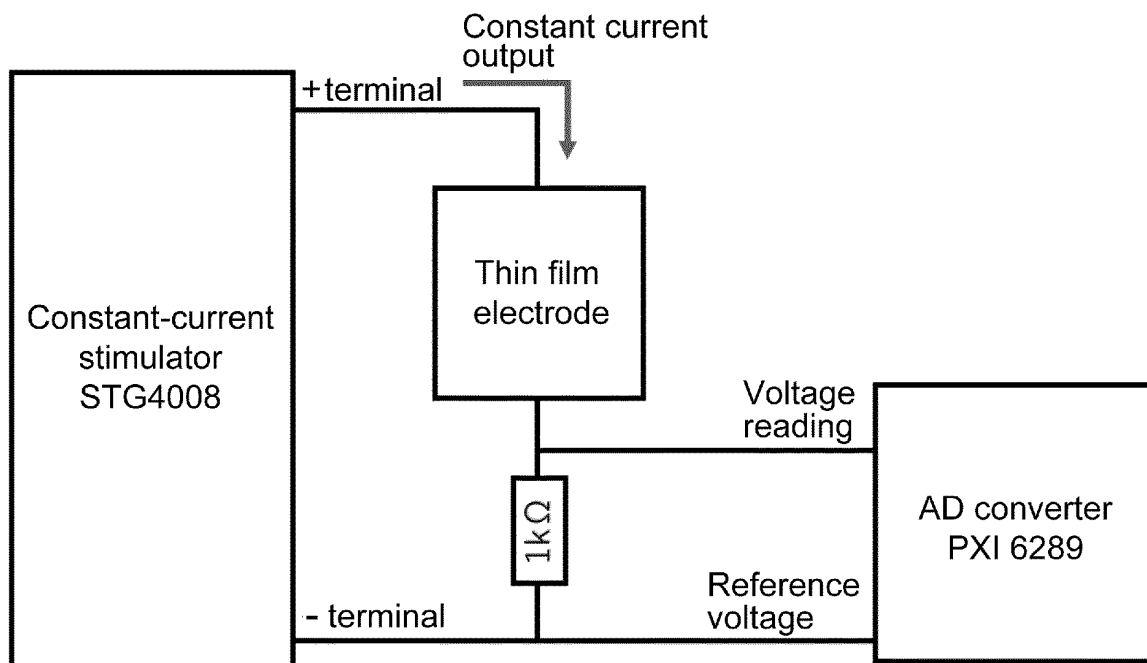 Constant current
output
+terminal
Constant-current
stimulator
STG4008
Thin film
electrode
Voltage
reading
1kΩ
AD converter
PXI 6289
Reference
voltage
- terminal